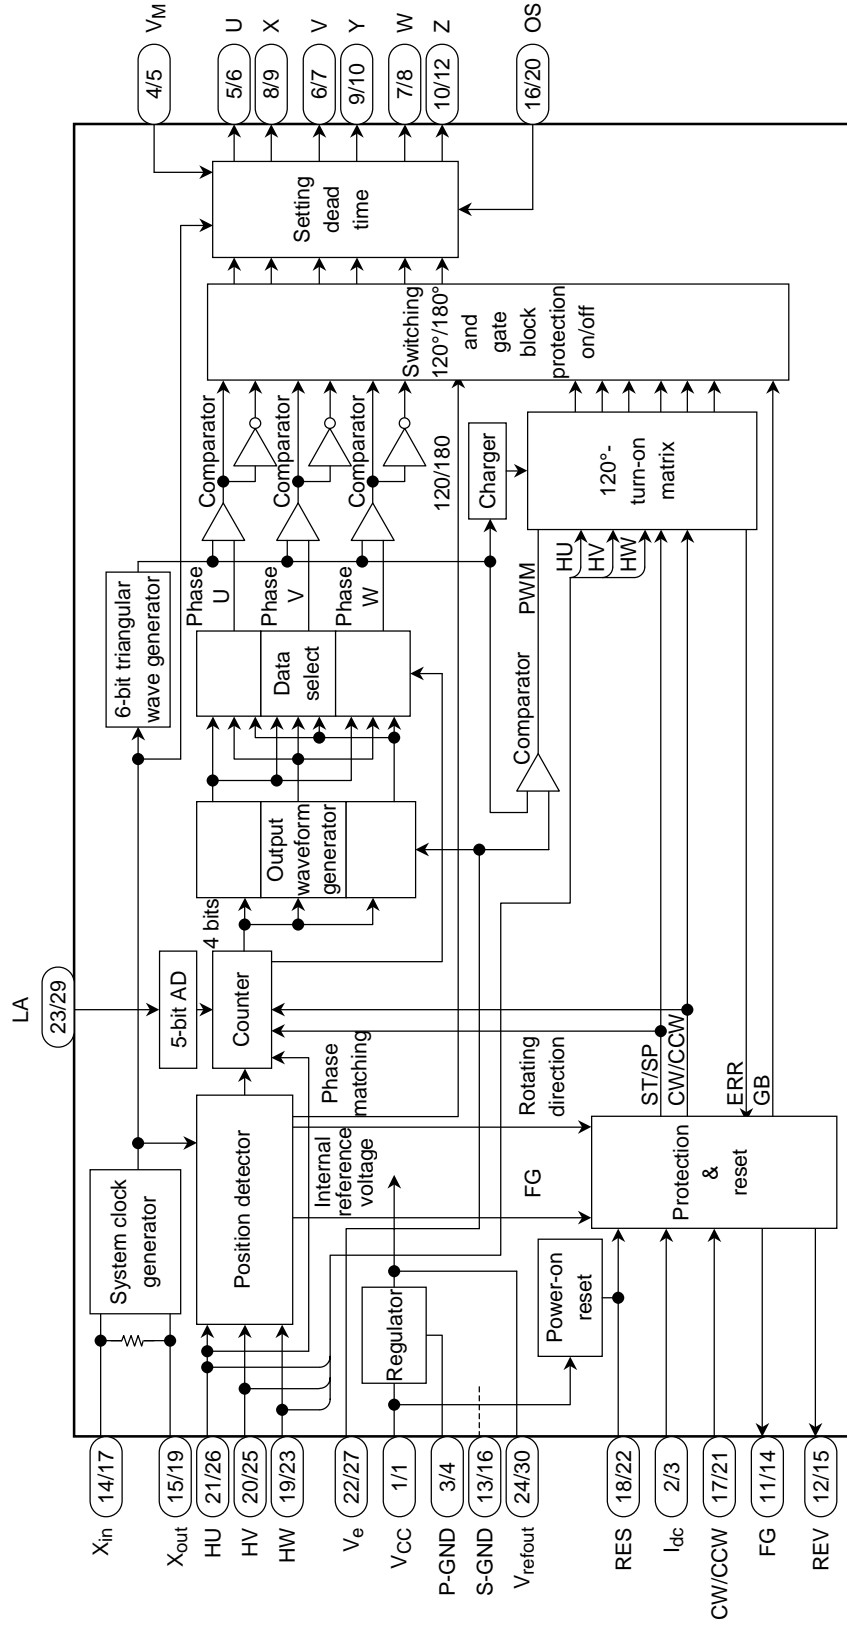 LA
23/29
X in
14/17
X out
15/19
HU
21/26
HV
20/25
HW
19/23
Ve
22/27
VCC
1/1
P-GND
3/4
S-GND
13/16
Vrefout
24/30
RES
18/22
Idc
2/3
CW/CCW
17/21
FG
11/14
REV
12/15
System clock
generator
Position detector
5-bit AD
Counter
4 bits
Phase
matching
Internal
reference
voltage
Regulator
Power-on
reset
FG
Rotating
direction
Protection
&
reset
ST/SP
CW/CCW
ERR
GB
6-bit triangular
wave generator
Output
waveform
generator
Data
select
Phase
U
Phase
V
Phase
W
Comparator
Comparator
Comparator
Comparator
PWM
HU
HV
HW
120/180
Charger
120°-
turn-on
matrix
Switching
120°/180°
and
gate
block
protection
on/off
Setting
dead
time
4/5
VM
5/6
U
8/9
X
6/7
V
9/10
Y
7/8
W
10/12
Z
16/20
OS